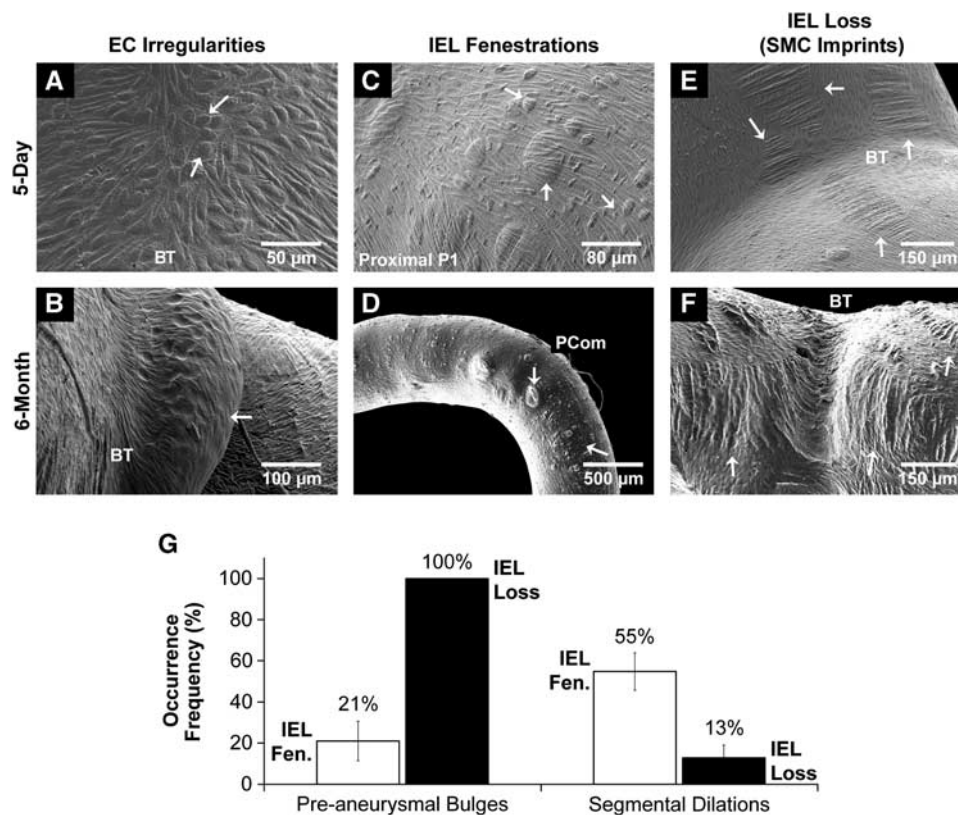 EC Irregularities
IEL Fenestrations
IEL Loss
(SMC Imprints)
5-Day
A
BT
50 µm
C
Proximal P1
80 µm
E
BT
150 µm
6-Month
B
BT
100 µm
D
PCom
500 µm
F
BT
150 µm
G
Occurrence
Frequency (%)
100
80
60
40
20
0
IEL
Fen.
21%
100%
IEL
Loss
IEL
Fen.
55%
13%
IEL
Loss
Pre-aneurysmal Bulges
Segmental Dilations